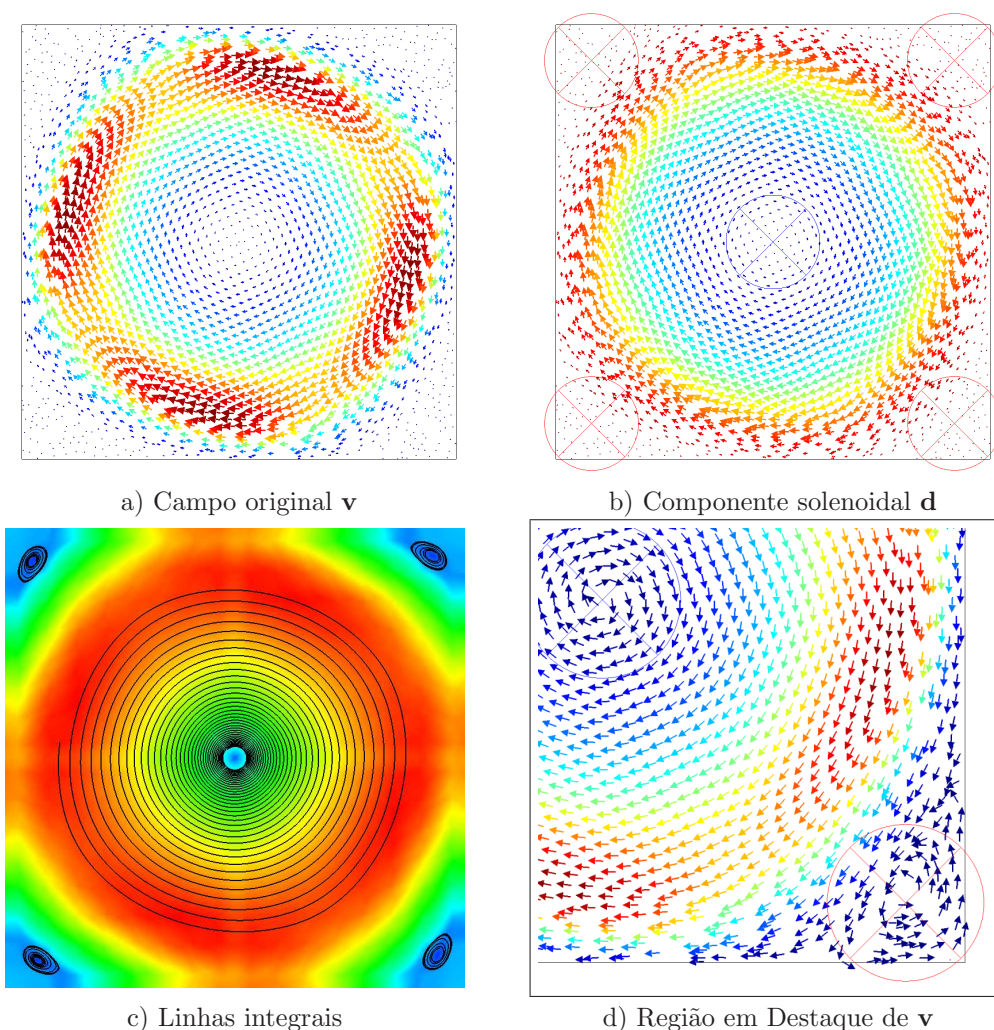 a) Campo original v
b) Componente solenoidal d
c) Linhas integrais
d) Região em Destaque de v